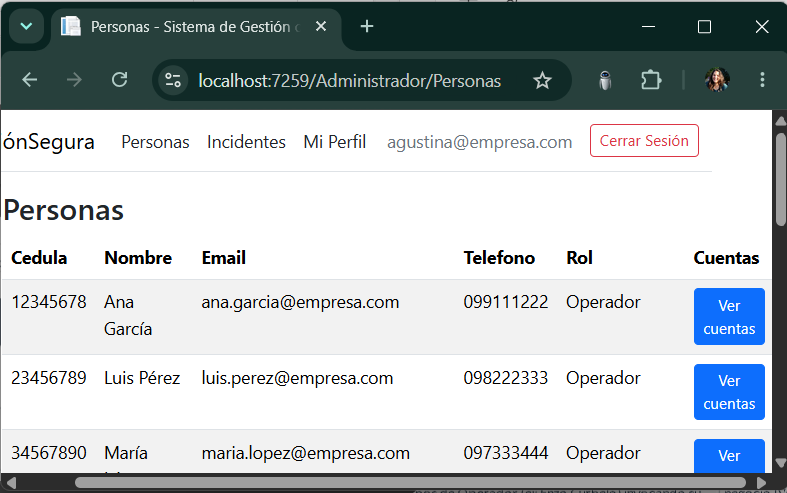 Personas - Sistema de Gestión
localhost:7259/Administrador/Personas
ónSegura Personas Incidentes Mi Perfil agustina@empresa.com Cerrar Sesión
Personas
Cedula Nombre Email Telefono Rol Cuentas
12345678 Ana García ana.garcia@empresa.com 099111222 Operador Ver cuentas
23456789 Luis Pérez luis.perez@empresa.com 098222333 Operador Ver cuentas
34567890 María maria.lopez@empresa.com 097333444 Operador Ver